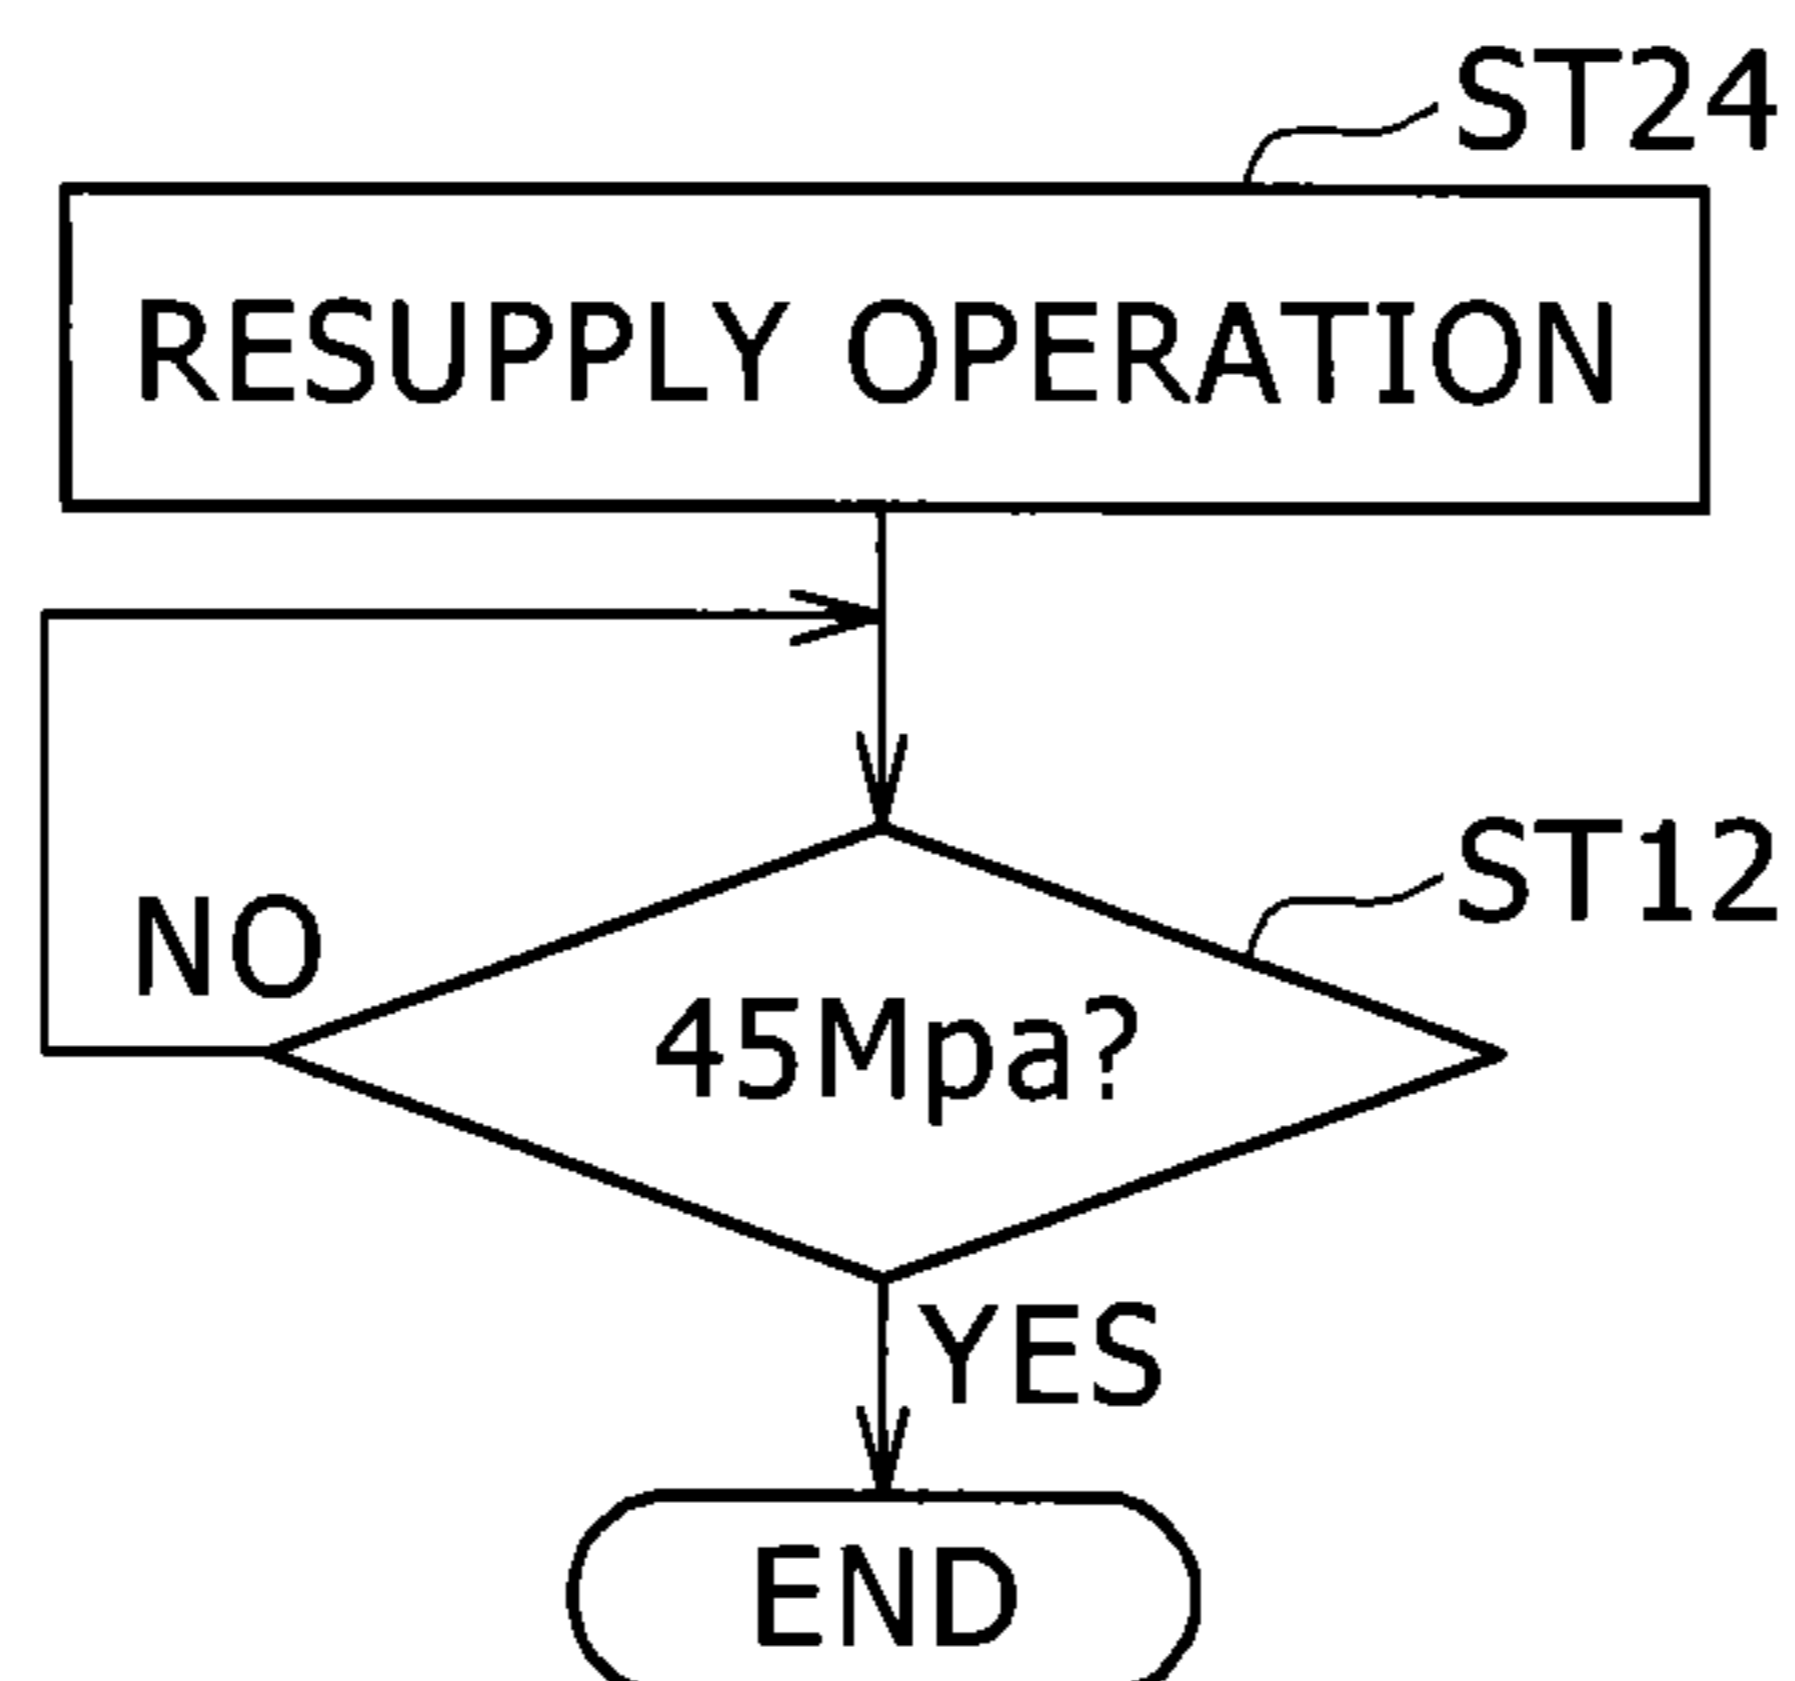 ST24
RESUPPLY OPERATION
ST12
NO
45Mpa?
YES
END